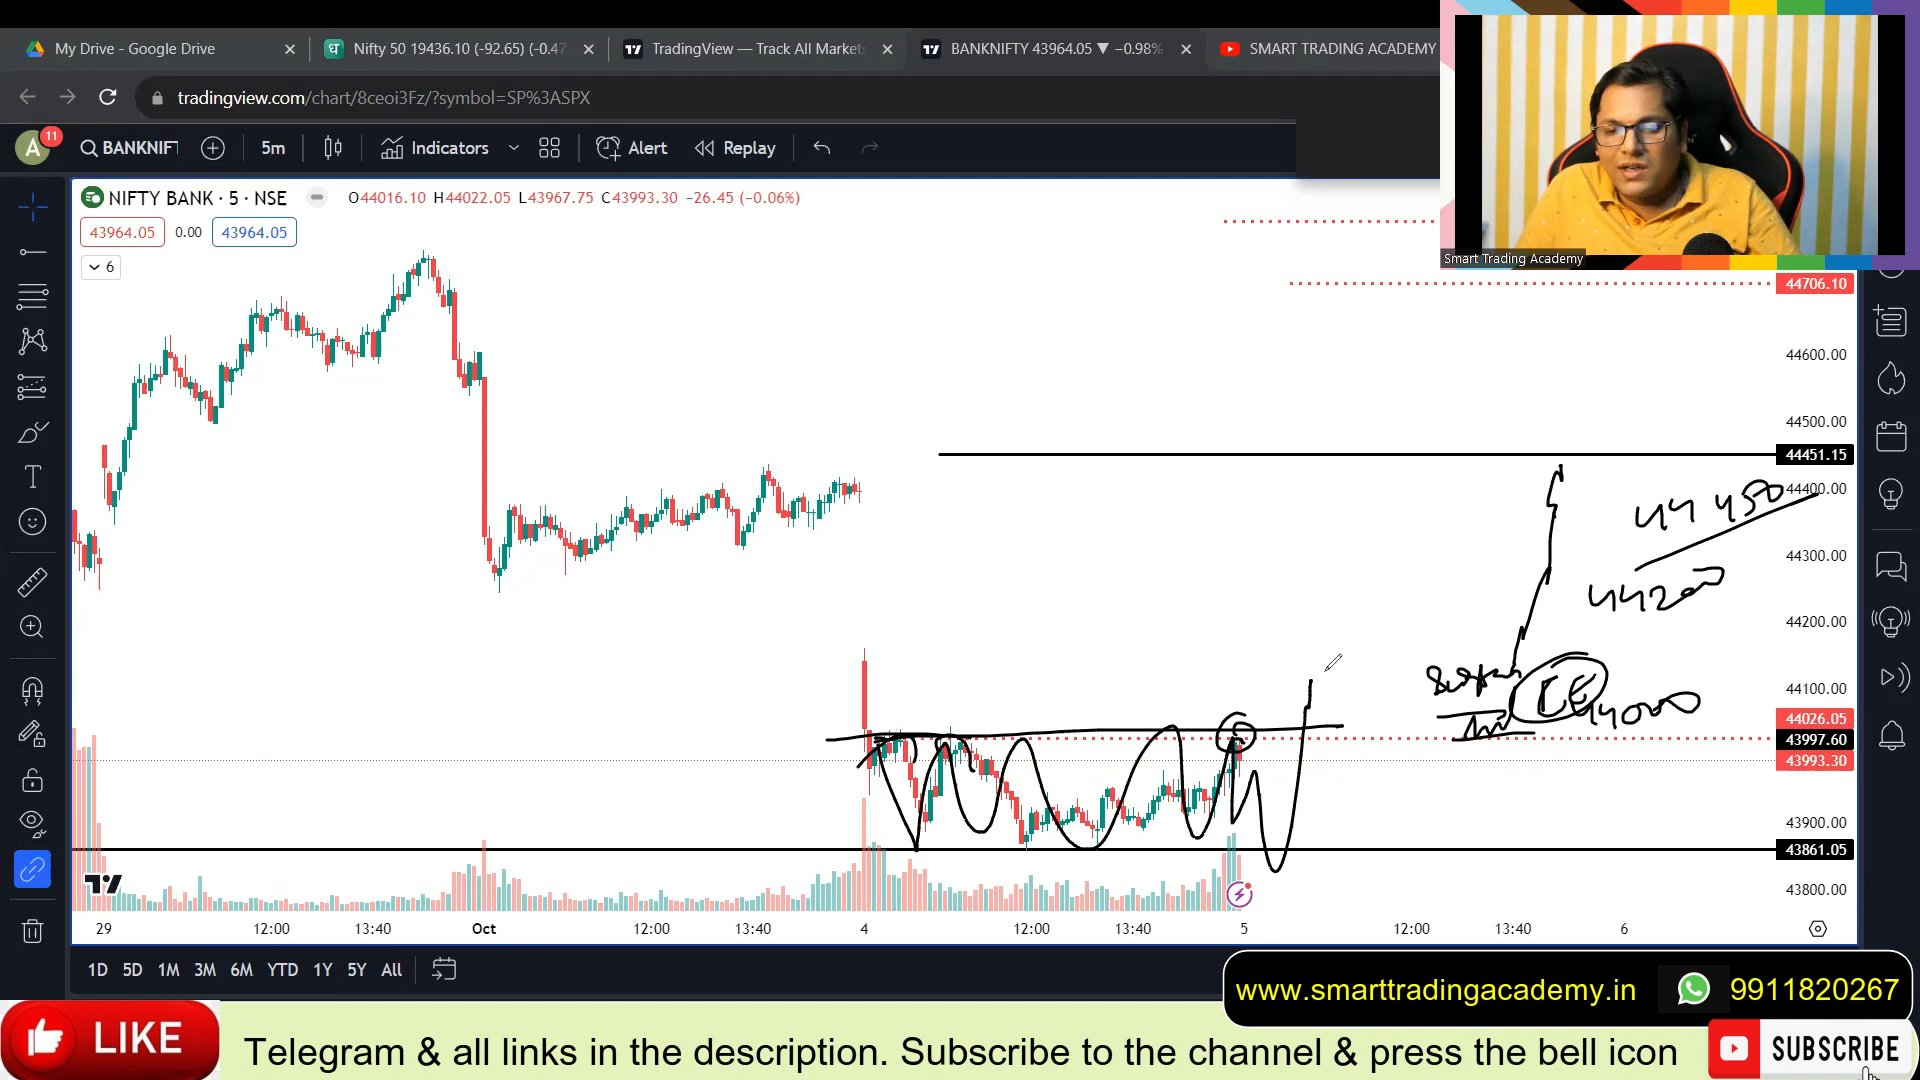 My Drive - Google Drive
Nifty 50 19436.10 (-92.65) (-0.47
TradingView — Track All Market
BANKNIFTY 43964.05 ▼ −0.98%
SMART TRADING ACADEMY
tradingview.com/chart/8ceoi3Fz/?symbol=SP%3ASPX
A
11
BANKNIFT
5m
Indicators
Alert
Replay
NIFTY BANK · 5 · NSE
O44016.10 H44022.05 L43967.75 C43993.30 −26.45 (−0.06%)
43964.05
0.00
43964.05
6
Smart Trading Academy
44706.10
44600.00
44500.00
44451.15
44400.00
44300.00
44200.00
44100.00
44026.05
43997.60
43993.30
43900.00
43861.05
43800.00
44450
44200
CE
44000
29
12:00
13:40
Oct
12:00
13:40
4
12:00
13:40
5
12:00
13:40
6
1D
5D
1M
3M
6M
YTD
1Y
5Y
All
www.smarttradingacademy.in
9911820267
LIKE
Telegram & all links in the description. Subscribe to the channel & press the bell icon
SUBSCRIBE